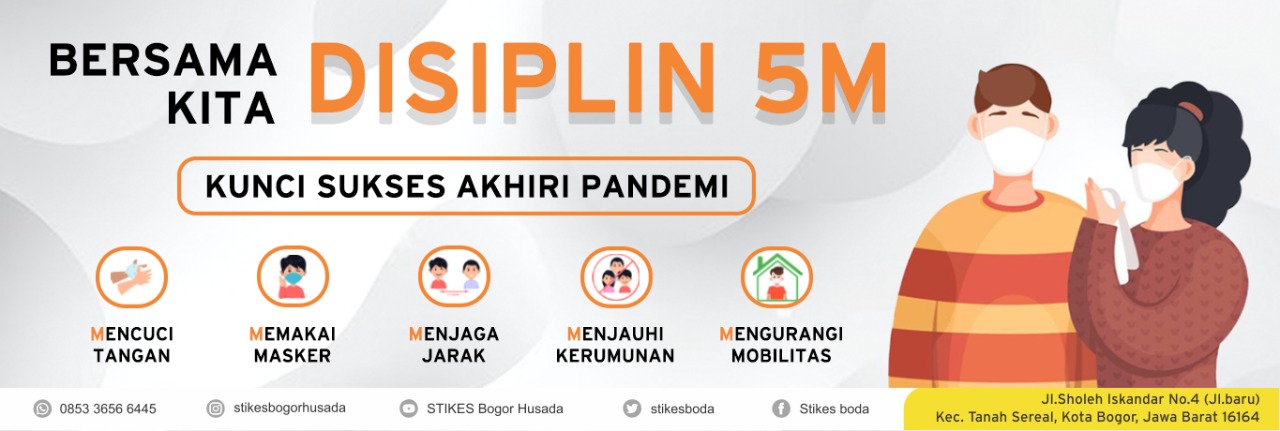 BERSAMA
KITA
DISIPLIN 5M
KUNCI SUKSES AKHIRI PANDEMI
MENCUCI
TANGAN
MEMAKAI
MASKER
MENJAGA
JARAK
MENJAUHI
KERUMUNAN
MENGURANGI
MOBILITAS
0853 3656 6445
stikesbogorhusada
STIKES Bogor Husada
stikesboda
Stikes boda
Jl.Sholeh Iskandar No.4 (Jl.baru)
Kec. Tanah Sereal, Kota Bogor, Jawa Barat 16164